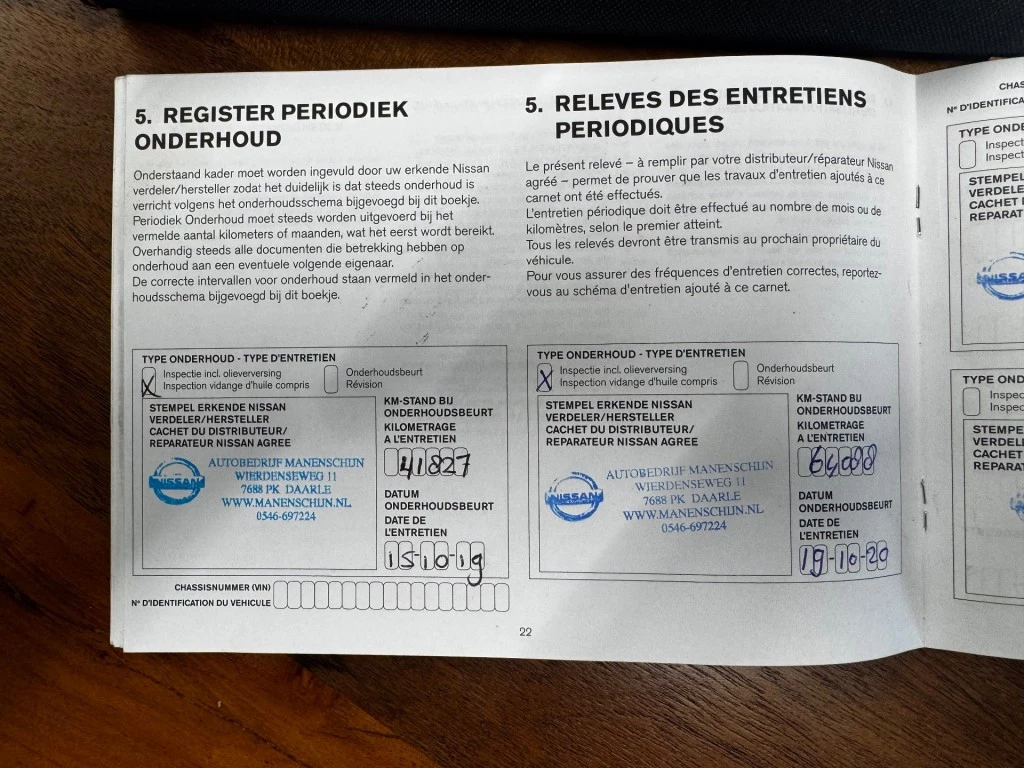 5. REGISTER PERIODIEK
ONDERHOUD
Onderstaand kader moet worden ingevuld door uw erkende Nissan
verdeler/hersteller zodat het duidelijk is dat steeds onderhoud is
verricht volgens het onderhoudsschema bijgevoegd bij dit boekje.
Periodiek Onderhoud moet steeds worden uitgevoerd bij het
vermelde aantal kilometers of maanden, wat het eerst wordt bereikt.
Overhandig steeds alle documenten die betrekking hebben op
onderhoud aan een eventuele volgende eigenaar.
De correcte intervallen voor onderhoud staan vermeld in het onder-
houdsschema bijgevoegd bij dit boekje.
TYPE ONDERHOUD - TYPE D'ENTRETIEN
X
Inspectie incl. olieverversing
Inspection vidange d'huile compris
Onderhoudsbeurt
Révision
STEMPEL ERKENDE NISSAN
VERDELER/HERSTELLER
CACHET DU DISTRIBUTEUR/
REPARATEUR NISSAN AGREE
NISSAN
AUTOBEDRIJF MANENSCHIJN
WIERDENSEWEG 11
7688 PK DAARLE
WWW.MANENSCHIJN.NL
0546-697224
KM-STAND BIJ
ONDERHOUDSBEURT
KILOMETRAGE
A L'ENTRETIEN
41827
DATUM
ONDERHOUDSBEURT
DATE DE
L'ENTRETIEN
15-10-19
CHASSISNUMMER (VIN)
N° D'IDENTIFICATION DU VEHICULE
5. RELEVES DES ENTRETIENS
PERIODIQUES
Le présent relevé – à remplir par votre distributeur/réparateur Nissan
agréé – permet de prouver que les travaux d'entretien ajoutés à ce
carnet ont été effectués.
L'entretien périodique doit être effectué au nombre de mois ou de
kilomètres, selon le premier atteint.
Tous les relevés devront être transmis au prochain propriétaire du
véhicule.
Pour vous assurer des fréquences d'entretien correctes, reportez-
vous au schéma d'entretien ajouté à ce carnet.
TYPE ONDERHOUD - TYPE D'ENTRETIEN
X
Inspectie incl. olieverversing
Inspection vidange d'huile compris
Onderhoudsbeurt
Révision
STEMPEL ERKENDE NISSAN
VERDELER/HERSTELLER
CACHET DU DISTRIBUTEUR/
REPARATEUR NISSAN AGREE
NISSAN
AUTOBEDRIJF MANENSCHIJN
WIERDENSEWEG 11
7688 PK DAARLE
WWW.MANENSCHIJN.NL
0546-697224
KM-STAND BIJ
ONDERHOUDSBEURT
KILOMETRAGE
A L'ENTRETIEN
DATUM
ONDERHOUDSBEURT
DATE DE
L'ENTRETIEN
19-10-20
22
CHAS
N° D'IDENTIFICA
TYPE ONDE
Inspect
Inspect
STEMPEL
VERDELE
CACHET D
REPARAT
NISSA
TYPE OND
Inspec
Inspec
STEMPE
VERDEL
CACHET
REPARAT